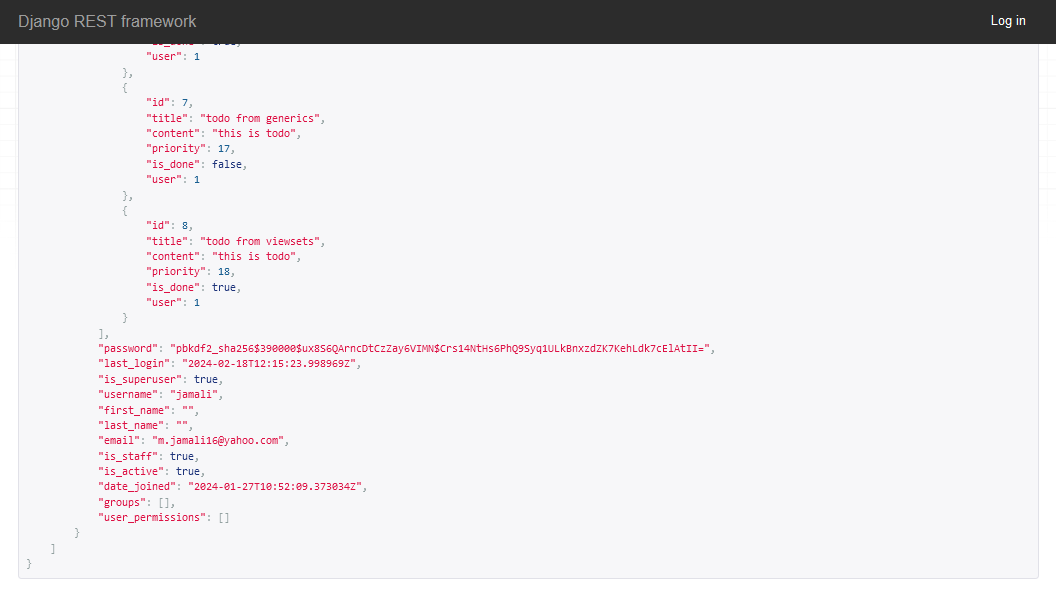 Django REST framework
Log in
"user": 1
},
{
"id": 7,
"title": "todo from generics",
"content": "this is todo",
"priority": 17,
"is_done": false,
"user": 1
},
{
"id": 8,
"title": "todo from viewsets",
"content": "this is todo",
"priority": 18,
"is_done": true,
"user": 1
}
],
"password": "pbkdf2_sha256$390000$ux8S6QArncDtCzZay6VIMN$Crs14NtHs6PhQ9Syq1ULkBnxzdZK7KehLdk7cElAtII=",
"last_login": "2024-02-18T12:15:23.998969Z",
"is_superuser": true,
"username": "jamali",
"first_name": "",
"last_name": "",
"email": "m.jamali16@yahoo.com",
"is_staff": true,
"is_active": true,
"date_joined": "2024-01-27T10:52:09.373034Z",
"groups": [],
"user_permissions": []
}
]
}